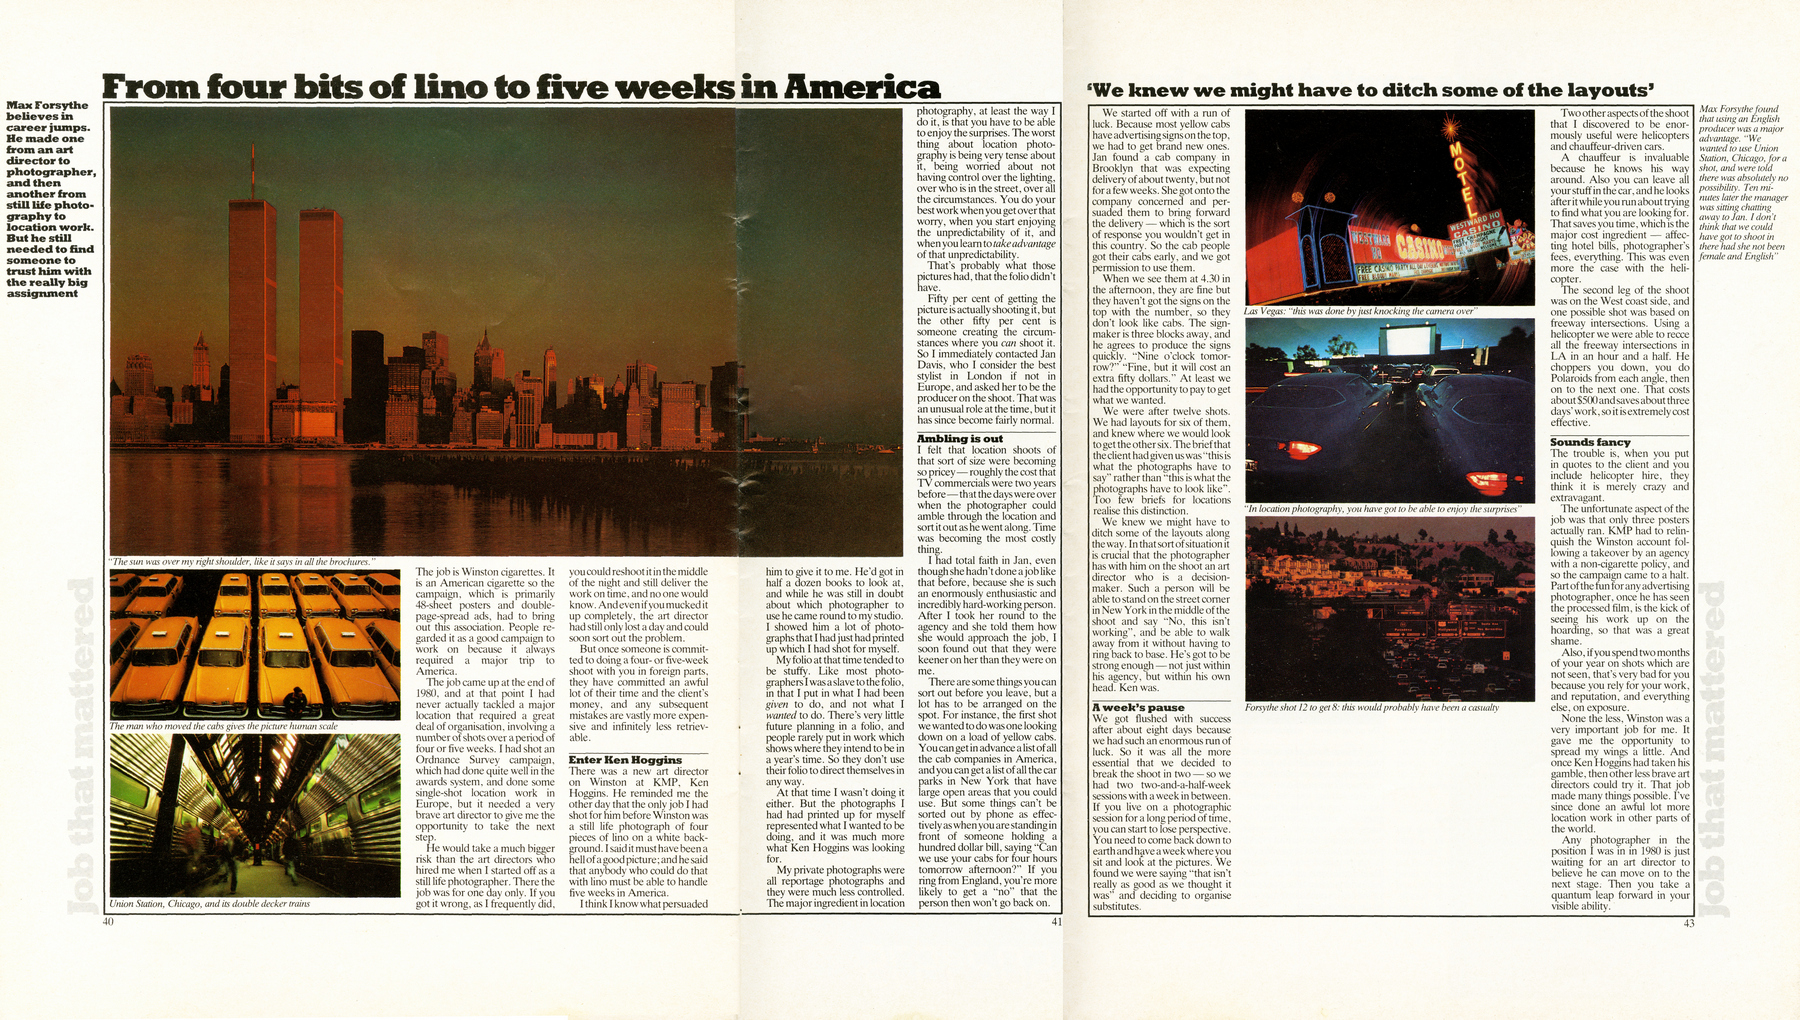 From four bits of lino to five weeks in America
Max Forsythe
believes in
career jumps.
He made one
from an art
director to
photographer,
and then
another from
still life photo-
graphy to
location work.
But he still
needed to find
someone to
trust him with
the really big
assignment
"The sun was over my right shoulder, like it says in all the brochures."
The man who moved the cabs gives the picture human scale
Union Station, Chicago, and its double decker trains
Job that mattered
40
The job is Winston cigarettes. It
is an American cigarette so the
campaign, which is primarily
48-sheet posters and double-
page-spread ads, had to bring
out this association. People re-
garded it as a good campaign to
work on because it always
required a major trip to
America.
The job came up at the end of
1980, and at that point I had
never actually tackled a major
location that required a great
deal of organisation, involving a
number of shots over a period of
four or five weeks. I had shot an
Ordnance Survey campaign,
which had done quite well in the
awards system, and done some
single-shot location work in
Europe, but it needed a very
brave art director to give me the
opportunity to take the next
step.
He would take a much bigger
risk than the art directors who
hired me when I started off as a
still life photographer. There the
job was for one day only. If you
got it wrong, as I frequently did,
you could reshoot it in the middle
of the night and still deliver the
work on time, and no one would
know. And even if you mucked it
up completely, the art director
had still only lost a day and could
soon sort out the problem.
But once someone is commit-
ted to doing a four- or five-week
shoot with you in foreign parts,
they have committed an awful
lot of their time and the client's
money, and any subsequent
mistakes are vastly more expen-
sive and infinitely less retriev-
able.
Enter Ken Hoggins
There was a new art director
on Winston at KMP, Ken
Hoggins. He reminded me the
other day that the only job I had
shot for him before Winston was
a still life photograph of four
pieces of lino on a white back-
ground. I said it must have been a
hell of a good picture; and he said
that anybody who could do that
with lino must be able to handle
five weeks in America.
I think I know what persuaded
him to give it to me. He'd got in
half a dozen books to look at,
and while he was still in doubt
about which photographer to
use he came round to my studio.
I showed him a lot of photo-
graphs that I had just had printed
up which I had shot for myself.
My folio at that time tended to
be stuffy. Like most photo-
graphers I was a slave to the folio,
in that I put in what I had been
given to do, and not what I
wanted to do. There's very little
future planning in a folio, and
people rarely put in work which
shows where they intend to be in
a year's time. So they don't use
their folio to direct themselves in
any way.
At that time I wasn't doing it
either. But the photographs I
had had printed up for myself
represented what I wanted to be
doing, and it was much more
what Ken Hoggins was looking
for.
My private photographs were
all reportage photographs and
they were much less controlled.
The major ingredient in location
photography, at least the way I
do it, is that you have to be able
to enjoy the surprises. The worst
thing about location photo-
graphy is being very tense about
it, being worried about not
having control over the lighting,
over who is in the street, over all
the circumstances. You do your
best work when you get over that
worry, when you start enjoying
the unpredictability of it, and
when you learn to take advantage
of that unpredictability.
That's probably what those
pictures had, that the folio didn't
have.
Fifty per cent of getting the
picture is actually shooting it, but
the other fifty per cent is
someone creating the circum-
stances where you can shoot it.
So I immediately contacted Jan
Davis, who I consider the best
stylist in London if not in
Europe, and asked her to be the
producer on the shoot. That was
an unusual role at the time, but it
has since become fairly normal.
Ambling is out
I felt that location shoots of
that sort of size were becoming
so pricey — roughly the cost that
TV commercials were two years
before — that the days were over
when the photographer could
amble through the location and
sort it out as he went along. Time
was becoming the most costly
thing.
I had total faith in Jan, even
though she hadn't done a job like
that before, because she is such
an enormously enthusiastic and
incredibly hard-working person.
After I took her round to the
agency and she told them how
she would approach the job, I
soon found out that they were
keener on her than they were on
me.
There are some things you can
sort out before you leave, but a
lot has to be arranged on the
spot. For instance, the first shot
we wanted to do was one looking
down on a load of yellow cabs.
You can get in advance a list of all
the cab companies in America,
and you can get a list of all the car
parks in New York that have
large open areas that you could
use. But some things can't be
sorted out by phone as effec-
tively as when you are standing in
front of someone holding a
hundred dollar bill, saying "Can
we use your cabs for four hours
tomorrow afternoon?" If you
ring from England, you're more
likely to get a "no" that the
person then won't go back on.
41
'We knew we might have to ditch some of the layouts'
We started off with a run of
luck. Because most yellow cabs
have advertising signs on the top,
we had to get brand new ones.
Jan found a cab company in
Brooklyn that was expecting
delivery of about twenty, but not
for a few weeks. She got onto the
company concerned and per-
suaded them to bring forward
the delivery — which is the sort
of response you wouldn't get in
this country. So the cab people
got their cabs early, and we got
permission to use them.
When we see them at 4.30 in
the afternoon, they are fine but
they haven't got the signs on the
top with the number, so they
don't look like cabs. The sign-
maker is three blocks away, and
he agrees to produce the signs
quickly. "Nine o'clock tomor-
row?" "Fine, but it will cost an
extra fifty dollars." At least we
had the opportunity to pay to get
what we wanted.
We were after twelve shots.
We had layouts for six of them,
and knew where we would look
to get the other six. The brief that
the client had given us was "this is
what the photographs have to
say" rather than "this is what the
photographs have to look like".
Too few briefs for locations
realise this distinction.
We knew we might have to
ditch some of the layouts along
the way. In that sort of situation it
is crucial that the photographer
has with him on the shoot an art
director who is a decision-
maker. Such a person will be
able to stand on the street corner
in New York in the middle of the
shoot and say "No, this isn't
working", and be able to walk
away from it without having to
ring back to base. He's got to be
strong enough — not just within
his agency, but within his own
head. Ken was.
A week's pause
We got flushed with success
after about eight days because
we had such an enormous run of
luck. So it was all the more
essential that we decided to
break the shoot in two — so we
had two two-and-a-half-week
sessions with a week in between.
If you live on a photographic
session for a long period of time,
you can start to lose perspective.
You need to come back down to
earth and have a week where you
sit and look at the pictures. We
found we were saying "that isn't
really as good as we thought it
was" and deciding to organise
substitutes.
MOTEL
WESTWARD HO
CASINO
WESTWARD
HO
CASINO
FREE CASINO PARTY
Las Vegas: "this was done by just knocking the camera over"
"In location photography, you have got to be able to enjoy the surprises"
Forsythe shot 12 to get 8: this would probably have been a casualty
Two other aspects of the shoot
that I discovered to be enor-
mously useful were helicopters
and chauffeur-driven cars.
A chauffeur is invaluable
because he knows his way
around. Also you can leave all
your stuff in the car, and he looks
after it while you run about trying
to find what you are looking for.
That saves you time, which is the
major cost ingredient — affec-
ting hotel bills, photographer's
fees, everything. This was even
more the case with the heli-
copter.
The second leg of the shoot
was on the West coast side, and
one possible shot was based on
freeway intersections. Using a
helicopter we were able to recce
all the freeway intersections in
LA in an hour and a half. He
choppers you down, you do
Polaroids from each angle, then
on to the next one. That costs
about $500 and saves about three
days' work, so it is extremely cost
effective.
Sounds fancy
The trouble is, when you put
in quotes to the client and you
include helicopter hire, they
think it is merely crazy and
extravagant.
The unfortunate aspect of the
job was that only three posters
actually ran. KMP had to relin-
quish the Winston account fol-
lowing a takeover by an agency
with a non-cigarette policy, and
so the campaign came to a halt.
Part of the fun for any advertising
photographer, once he has seen
the processed film, is the kick of
seeing his work up on the
hoarding, so that was a great
shame.
Also, if you spend two months
of your year on shots which are
not seen, that's very bad for you
because you rely for your work,
and reputation, and everything
else, on exposure.
None the less, Winston was a
very important job for me. It
gave me the opportunity to
spread my wings a little. And
once Ken Hoggins had taken his
gamble, then other less brave art
directors could try it. That job
made many things possible. I've
since done an awful lot more
location work in other parts of
the world.
Any photographer in the
position I was in in 1980 is just
waiting for an art director to
believe he can move on to the
next stage. Then you take a
quantum leap forward in your
visible ability.
Max Forsythe found
that using an English
producer was a major
advantage. "We
wanted to use Union
Station, Chicago, for a
shot, and were told
there was absolutely no
possibility. Ten mi-
nutes later the manager
was sitting chatting
away to Jan. I don't
think that we could
have got to shoot in
there had she not been
female and English"
Job that mattered
43